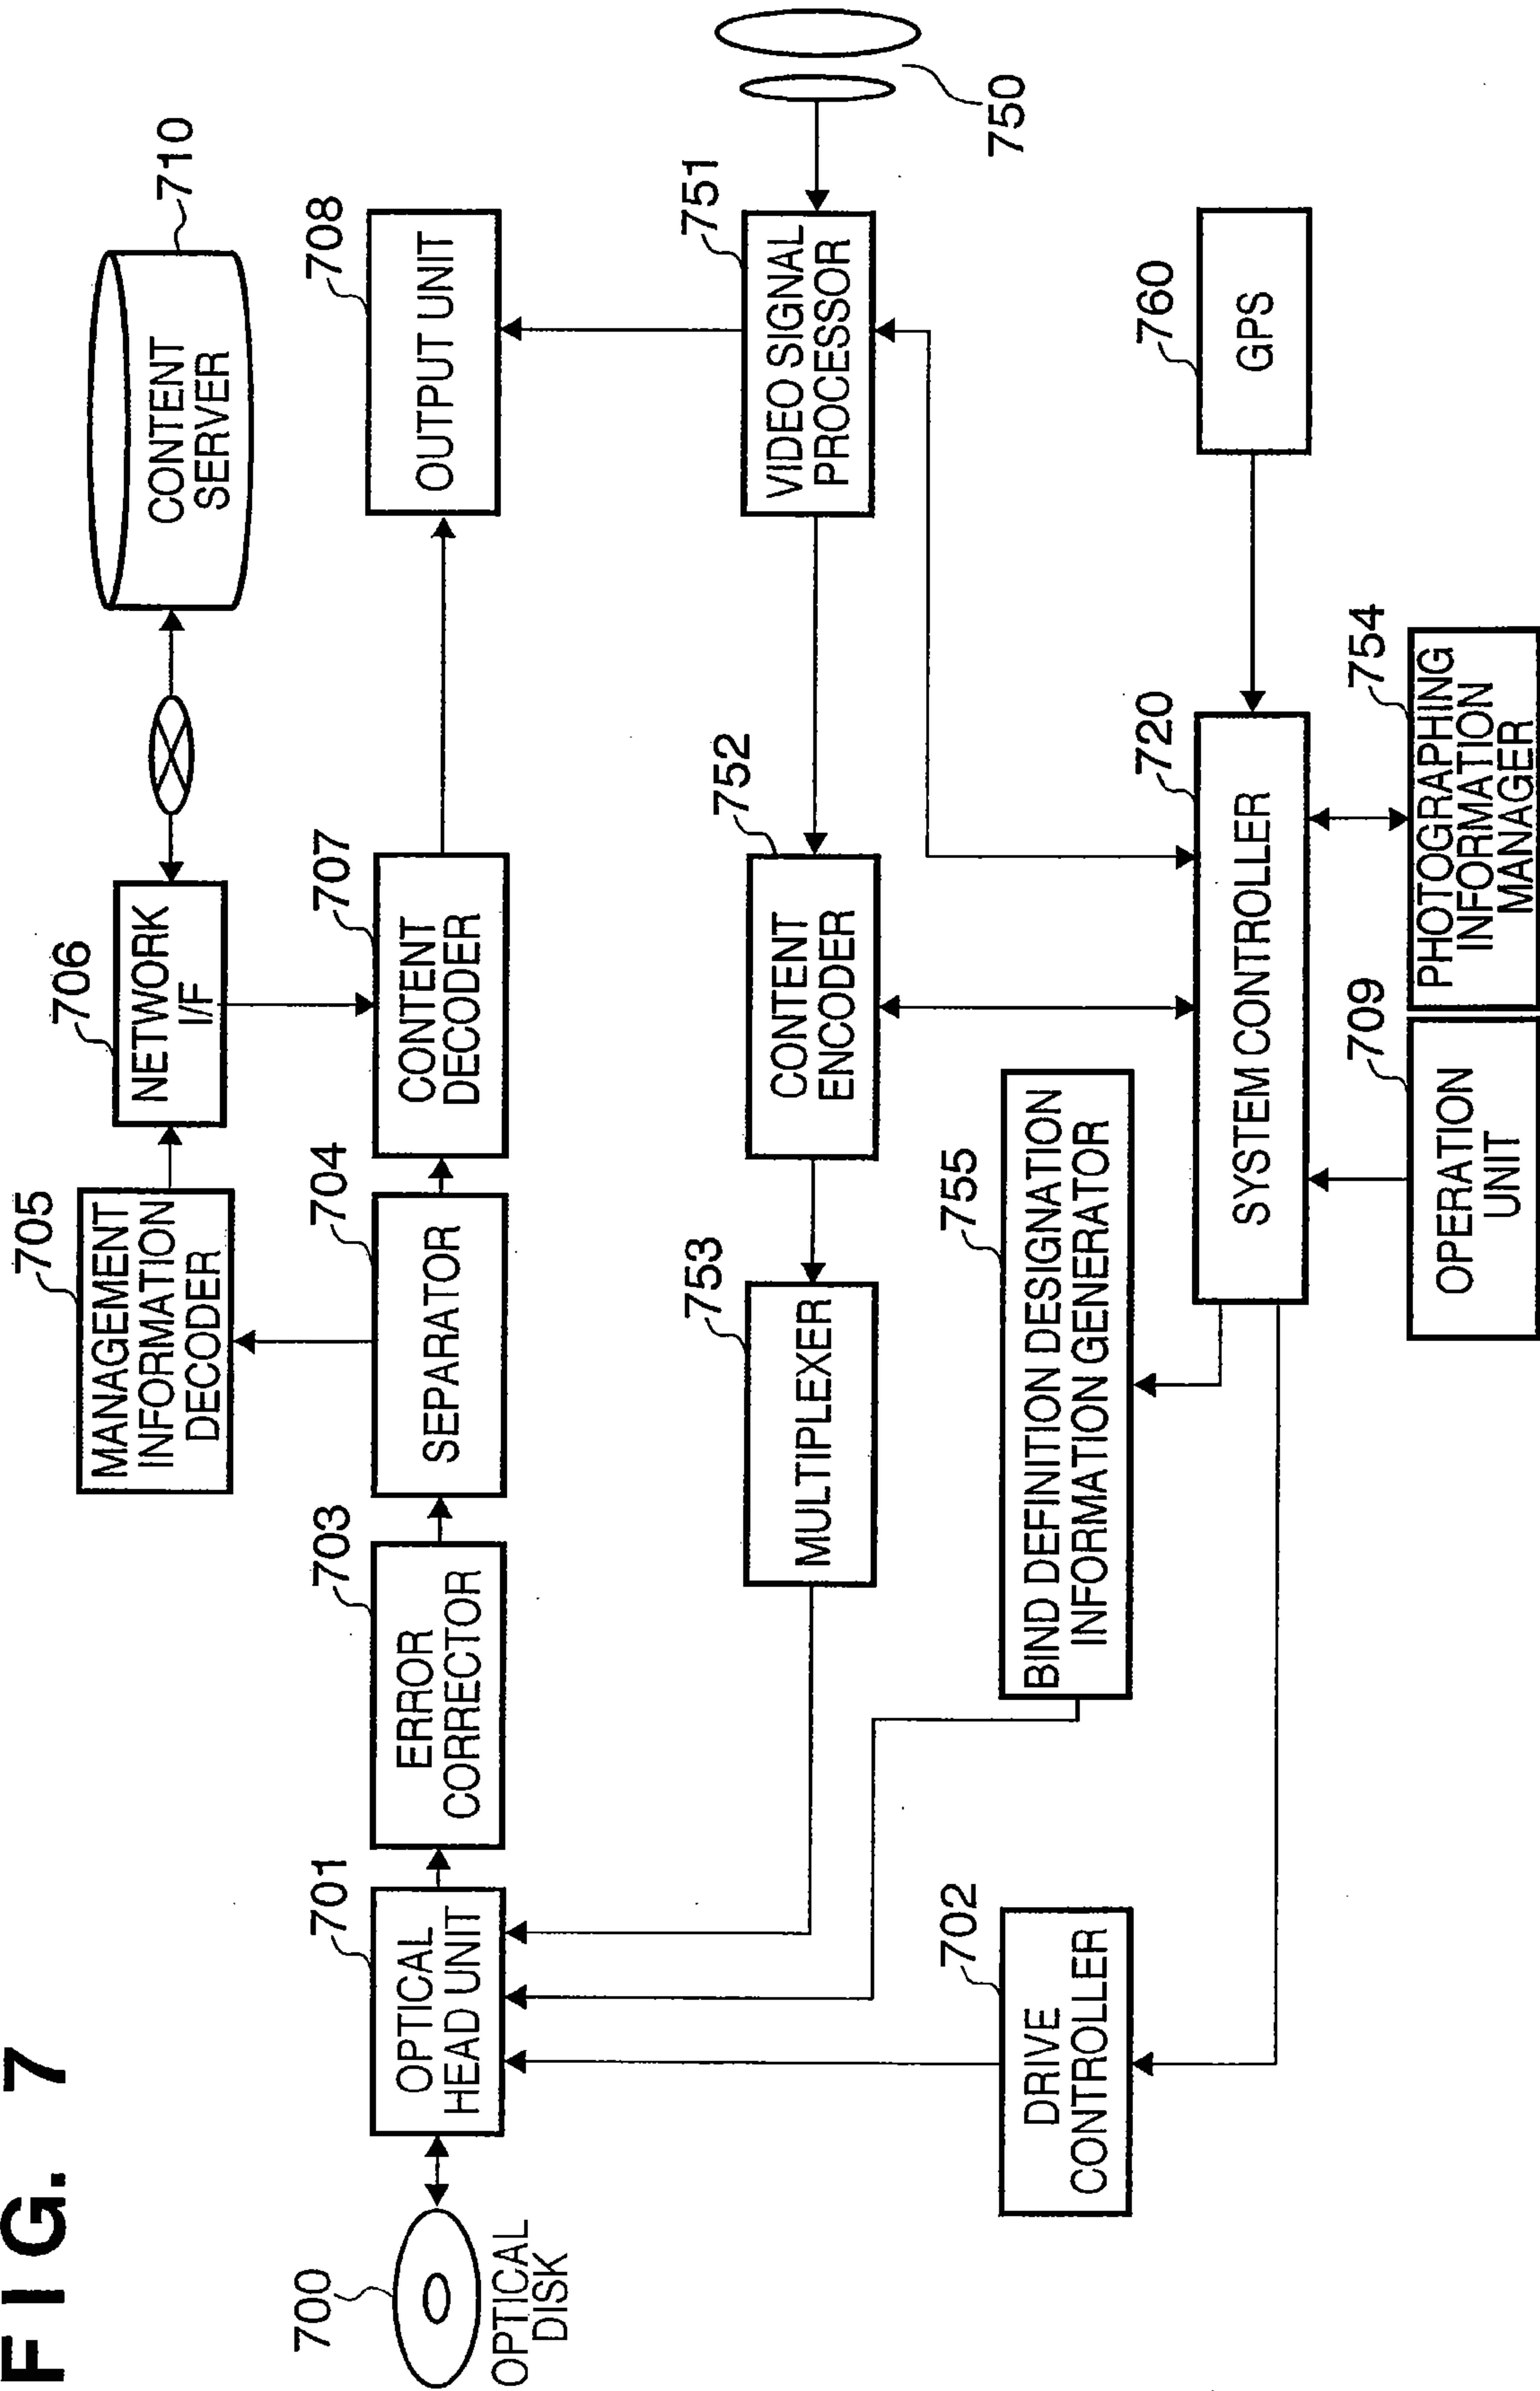 FIG. 7
710
CONTENT
SERVER
706
NETWORK
I/F
705
MANAGEMENT
INFORMATION
DECODER
700
OPTICAL
DISK
701
OPTICAL
HEAD UNIT
703
ERROR
CORRECTOR
704
SEPARATOR
707
CONTENT
DECODER
708
OUTPUT UNIT
753
MULTIPLEXER
752
CONTENT
ENCODER
751
VIDEO SIGNAL
PROCESSOR
750
702
DRIVE
CONTROLLER
755
BIND DEFINITION DESIGNATION
INFORMATION GENERATOR
720
SYSTEM CONTROLLER
760
GPS
709
OPERATION
UNIT
754
PHOTOGRAPHING
INFORMATION
MANAGER